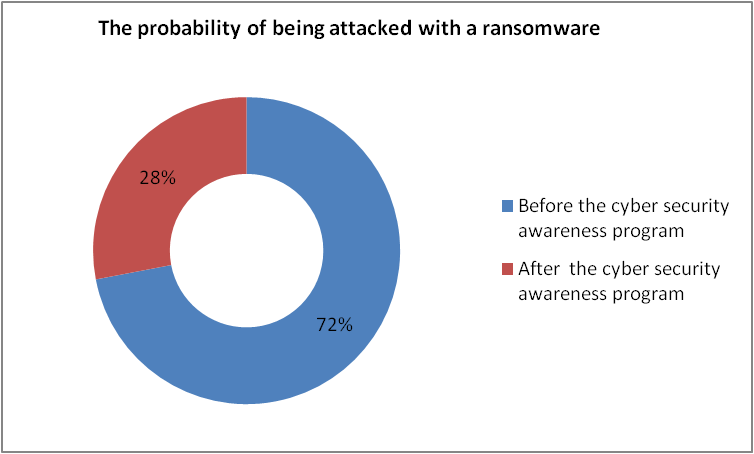 The probability of being attacked with a ransomware
28%
72%
Before the cyber security
awareness program
After  the cyber security
awareness program